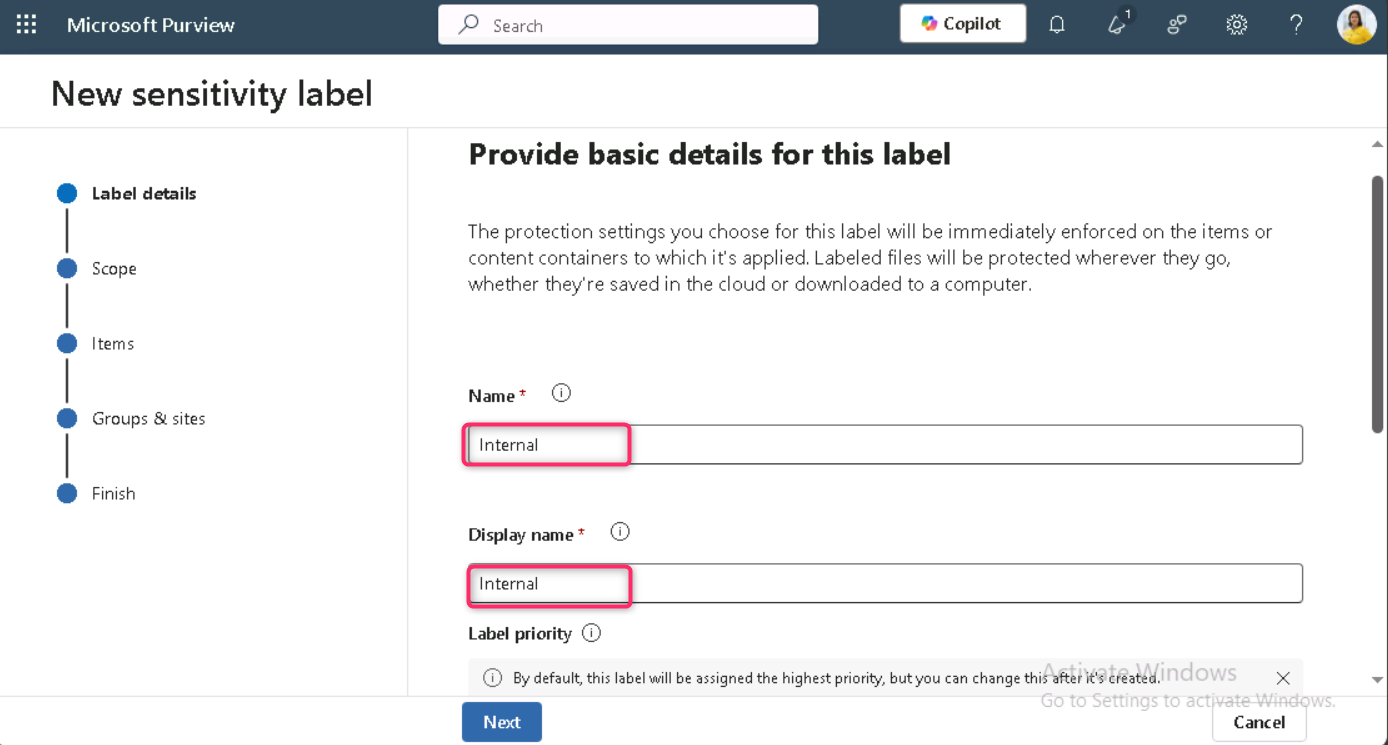 Microsoft Purview
Search
Copilot
1
New sensitivity label
Label details
Scope
Items
Groups & sites
Finish
Provide basic details for this label
The protection settings you choose for this label will be immediately enforced on the items or
content containers to which it's applied. Labeled files will be protected wherever they go,
whether they're saved in the cloud or downloaded to a computer.
Name *
Internal
Display name *
Internal
Label priority
By default, this label will be assigned the highest priority, but you can change this after it's created.
Activate Windows
Go to Settings to activate Windows.
Next
Cancel